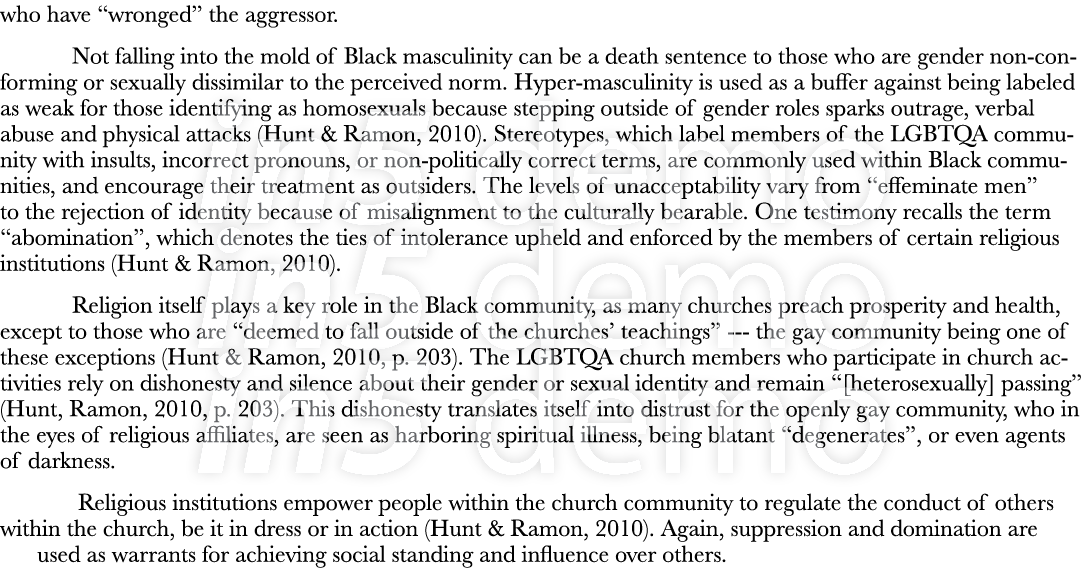 who have “wronged” the aggressor.
Not falling into the mold of Black masculinity can be a death sentence to those who are gender non-con-
forming or sexually dissimilar to the perceived norm. Hyper-masculinity is used as a buffer against being labeled
as weak for those identifying as homosexuals because stepping outside of gender roles sparks outrage, verbal
abuse and physical attacks (Hunt & Ramon, 2010). Stereotypes, which label members of the LGBTQA commu-
nity with insults, incorrect pronouns, or non-politically correct terms, are commonly used within Black commu-
nities, and encourage their treatment as outsiders. The levels of unacceptability vary from “effeminate men”
to the rejection of identity because of misalignment to the culturally bearable. One testimony recalls the term
“abomination”, which denotes the ties of intolerance upheld and enforced by the members of certain religious
institutions (Hunt & Ramon, 2010).
Religion itself plays a key role in the Black community, as many churches preach prosperity and health,
except to those who are “deemed to fall outside of the churches’ teachings” --- the gay community being one of
these exceptions (Hunt & Ramon, 2010, p. 203). The LGBTQA church members who participate in church ac-
tivities rely on dishonesty and silence about their gender or sexual identity and remain “[heterosexually] passing”
(Hunt, Ramon, 2010, p. 203). This dishonesty translates itself into distrust for the openly gay community, who in
the eyes of religious affiliates, are seen as harboring spiritual illness, being blatant “degenerates”, or even agents
of darkness.
Religious institutions empower people within the church community to regulate the conduct of others
within the church, be it in dress or in action (Hunt & Ramon, 2010). Again, suppression and domination are
used as warrants for achieving social standing and influence over others.
in5 demo
in5 demo
in5 demo